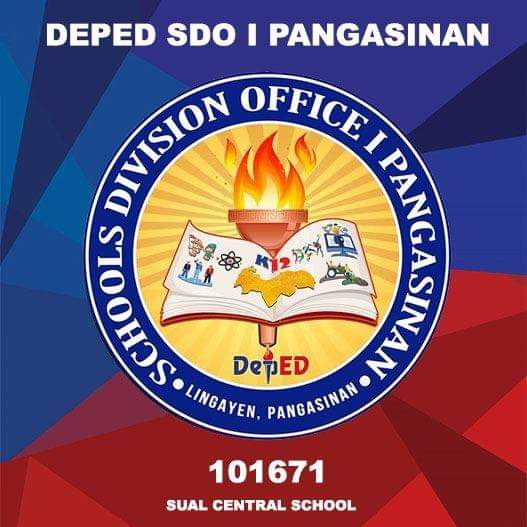 DEPED SDO I PANGASINAN
SCHOOLS DIVISION OFFICE I PANGASINAN
K12
DepED
LINGAYEN, PANGASINAN
101671
SUAL CENTRAL SCHOOL